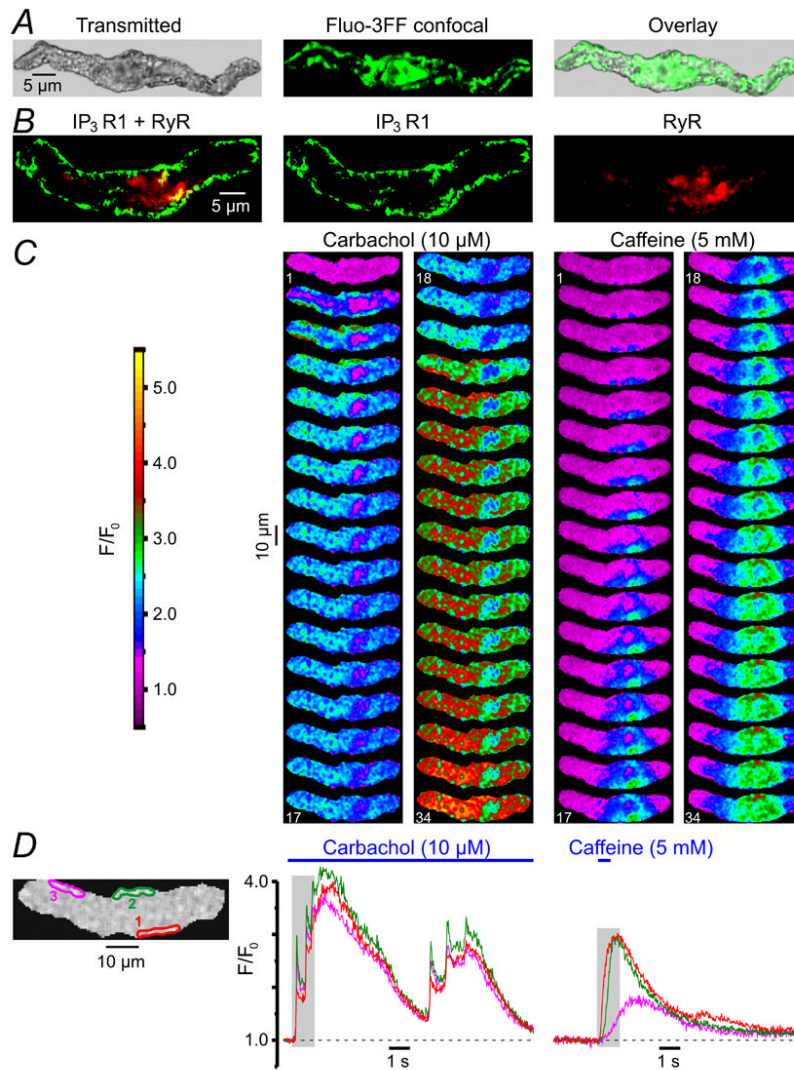 A
Transmitted
Fluo-3FF confocal
Overlay
5 µm
B
IP₃ R1 + RyR
IP₃ R1
RyR
5 µm
C
Carbachol (10 µM)
Caffeine (5 mM)
1
18
1
18
F/F₀
5.0
4.0
3.0
2.0
1.0
10 µm
17
34
17
34
D
Carbachol (10 µM)
Caffeine (5 mM)
3
2
1
10 µm
F/F₀
4.0
1.0
1 s
1 s